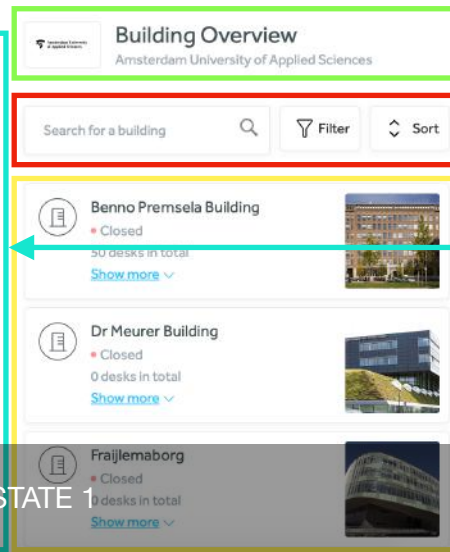 Building Overview
Amsterdam University of Applied Sciences
Search for a building
Filter
Sort
Benno Premsela Building
Closed
50 desks in total
Show more
Dr Meurer Building
Closed
0 desks in total
Show more
Fraijlemaborg
Closed
0 desks in total
Show more
STATE 1